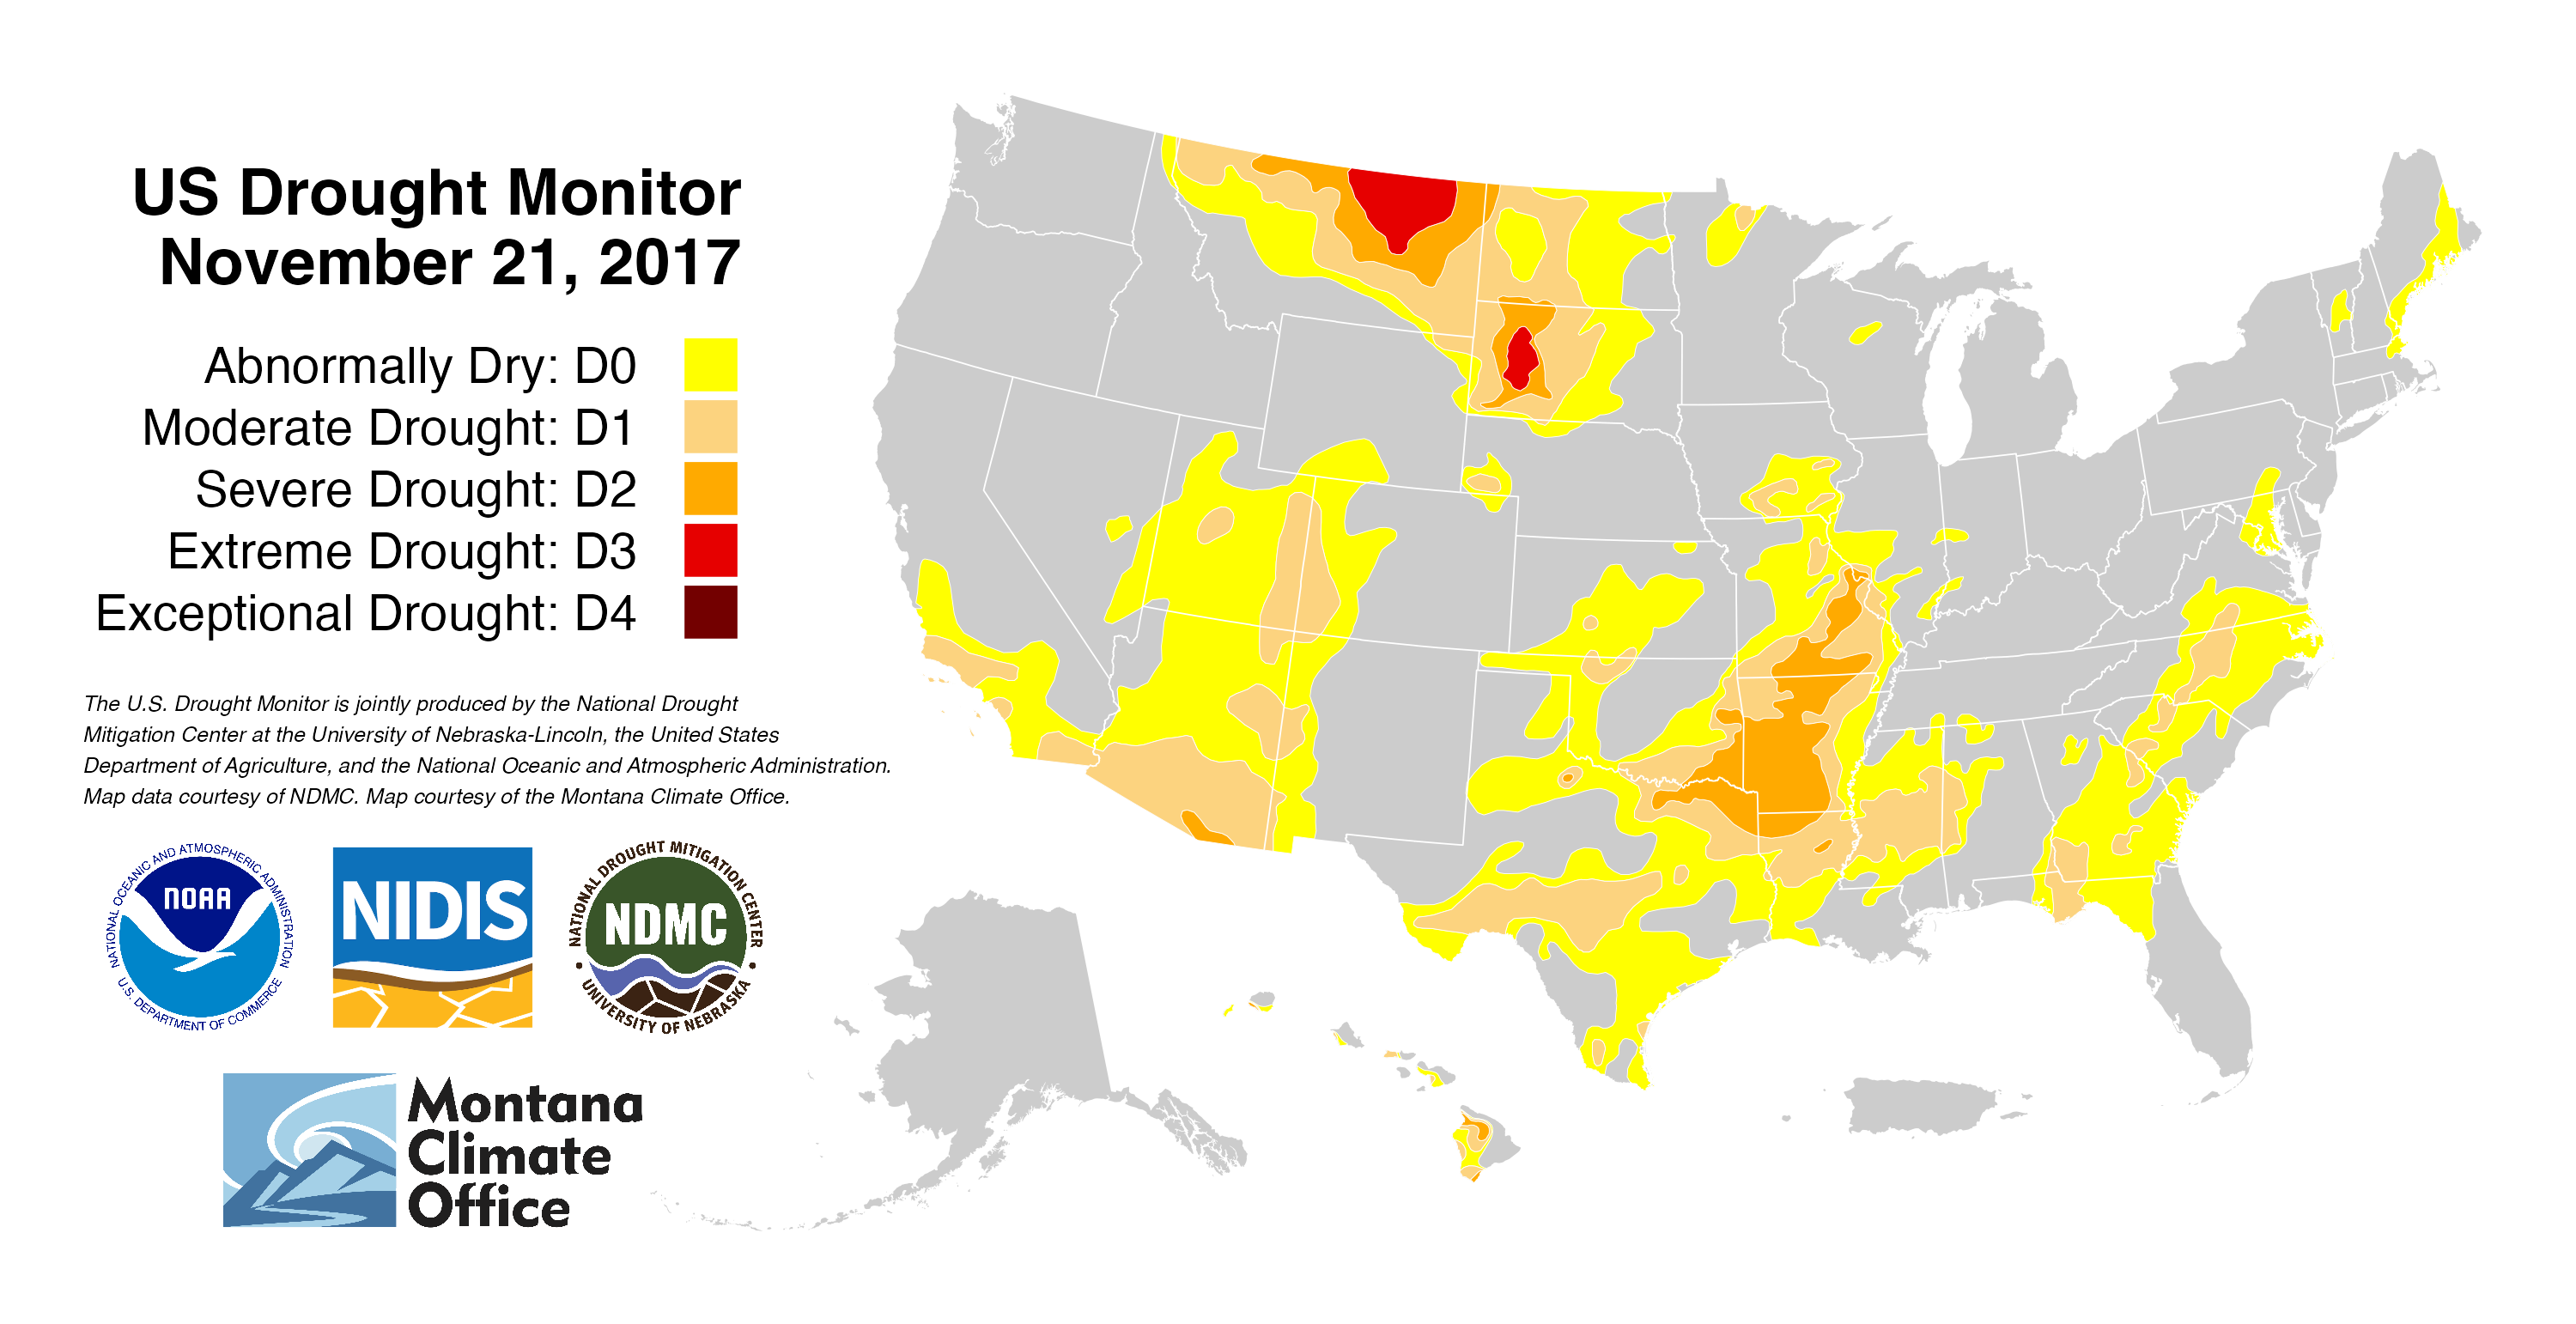 US Drought Monitor
November 21, 2017
Abnormally Dry: D0
Moderate Drought: D1
Severe Drought: D2
Extreme Drought: D3
Exceptional Drought: D4
The U.S. Drought Monitor is jointly produced by the National Drought
Mitigation Center at the University of Nebraska-Lincoln, the United States
Department of Agriculture, and the National Oceanic and Atmospheric Administration.
Map data courtesy of NDMC. Map courtesy of the Montana Climate Office.
NATIONAL OCEANIC AND ATMOSPHERIC ADMINISTRATION
NOAA
U.S. DEPARTMENT OF COMMERCE
NIDIS
NATIONAL DROUGHT MITIGATION CENTER
NDMC
UNIVERSITY OF NEBRASKA
Montana
Climate
Office